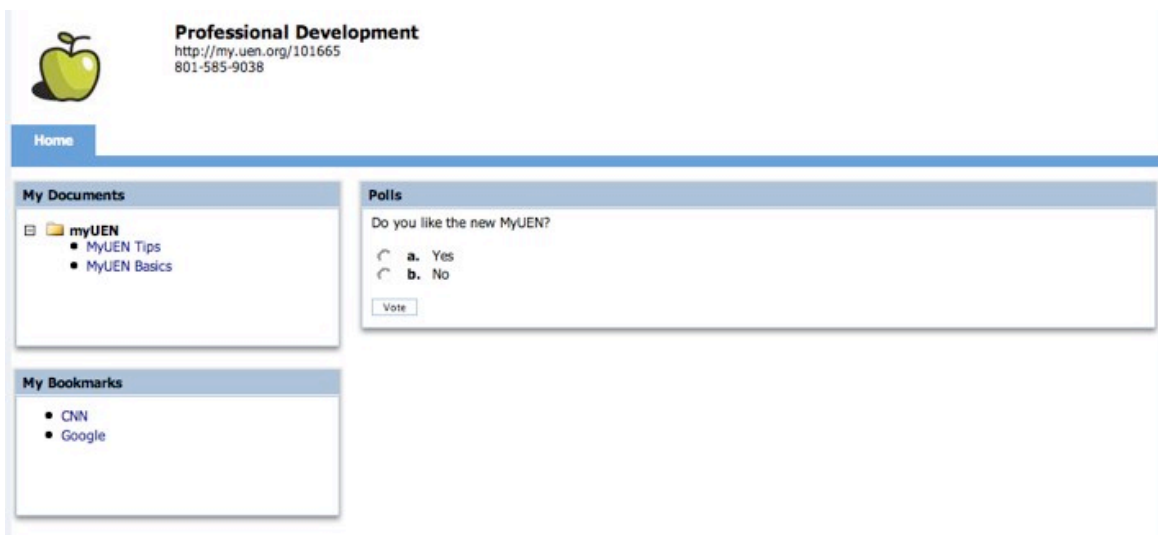 Professional Development
http://my.uen.org/101665
801-585-9038
Home
My Documents
myUEN
MyUEN Tips
MyUEN Basics
My Bookmarks
CNN
Google
Polls
Do you like the new MyUEN?
a. Yes
b. No
Vote